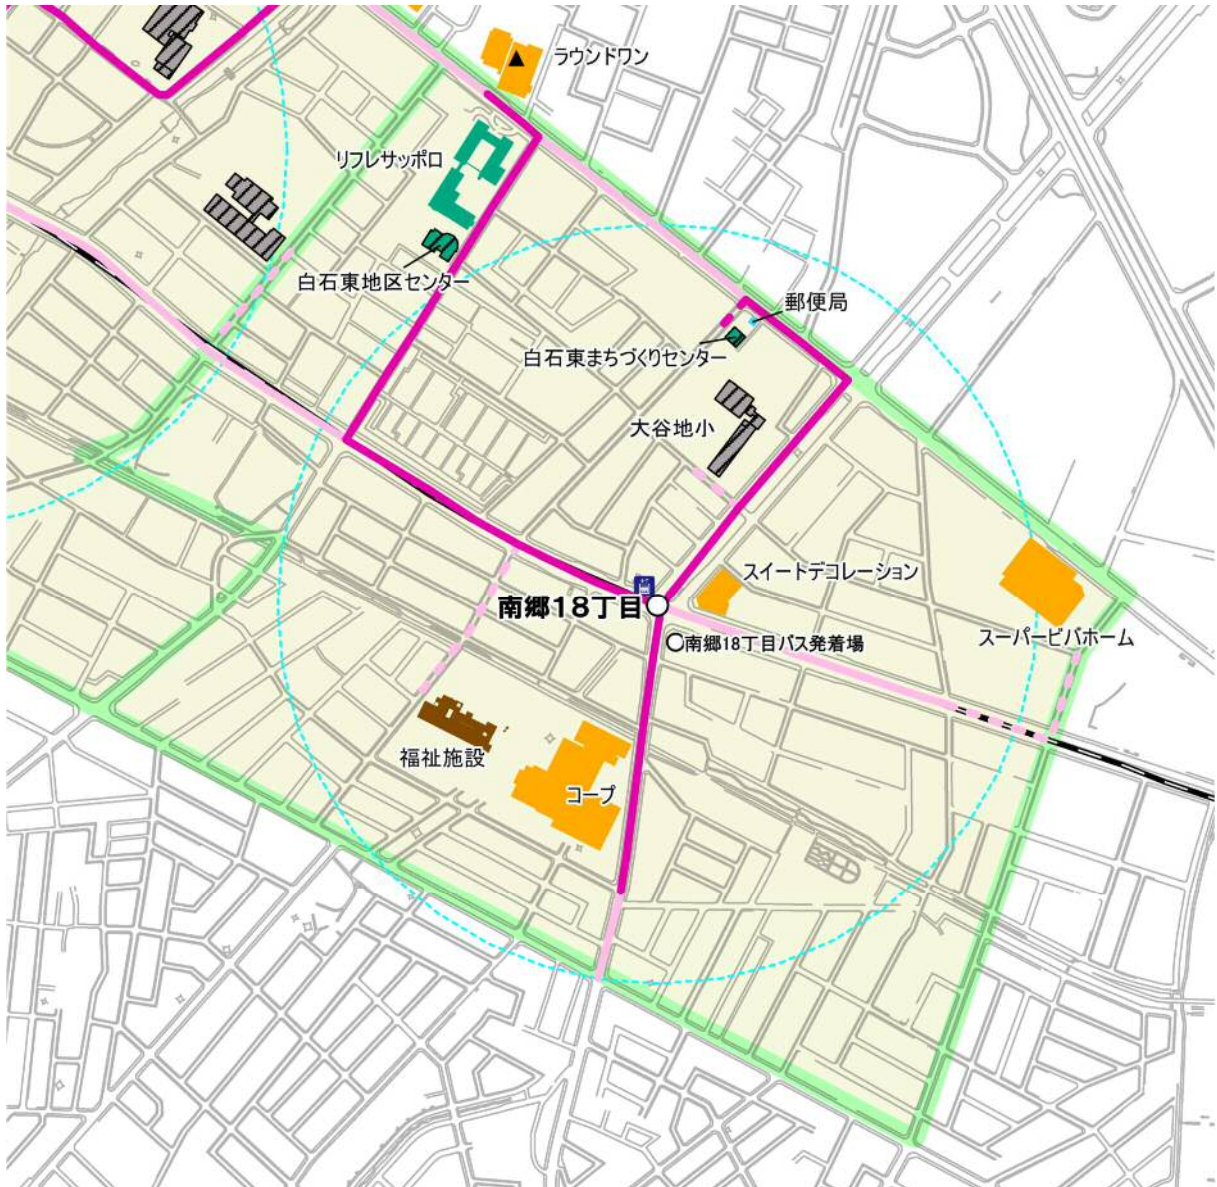 ラウンドワン
リフレサッポロ
白石東地区センター
郵便局
白石東まちづくりセンター
大谷地小
スイートデコレーション
南郷18丁目
南郷18丁目バス発着場
スーパービバホーム
福祉施設
コープ